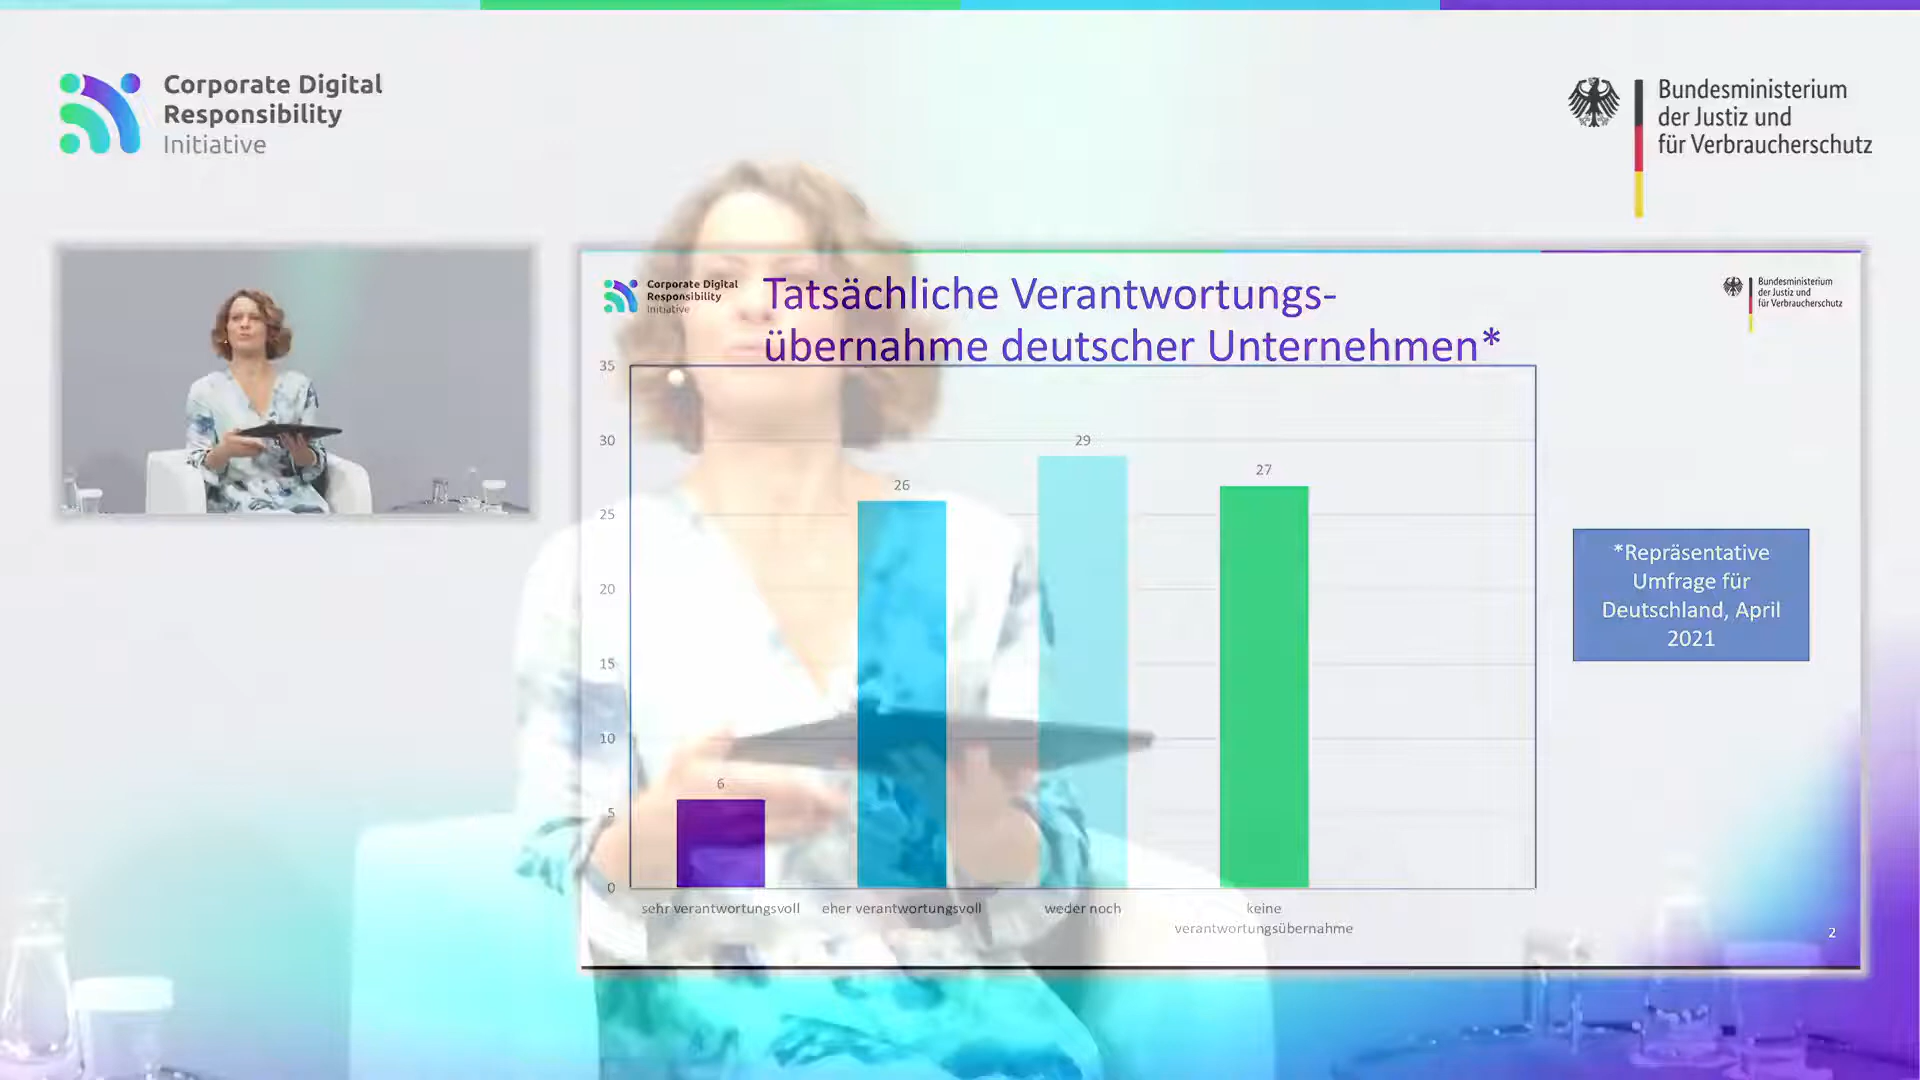 Corporate Digital
Responsibility
Initiative
Bundesministerium
der Justiz und
für Verbraucherschutz
Corporate Digital
Responsibility
Initiative
Tatsächliche Verantwortungs-
übernahme deutscher Unternehmen*
Bundesministerium
der Justiz und
für Verbraucherschutz
35
30
25
20
15
10
5
0
6
26
29
27
sehr verantwortungsvoll
eher verantwortungsvoll
weder noch
keine
verantwortungsübernahme
*Repräsentative
Umfrage für
Deutschland, April
2021
2